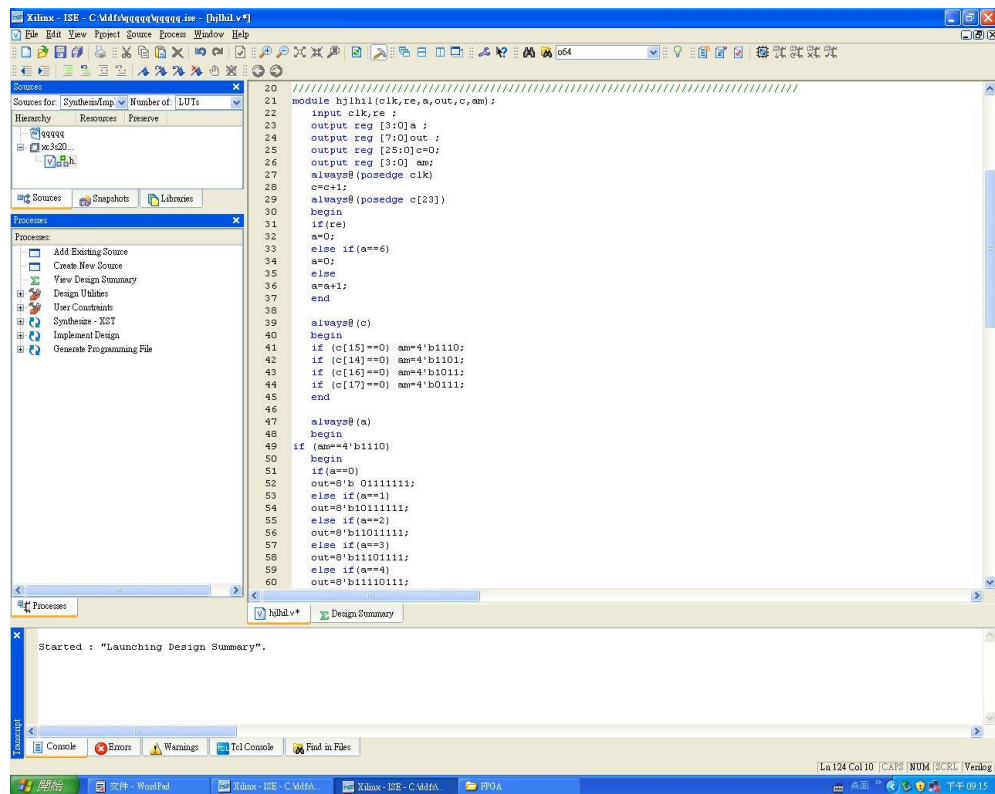 Xilinx - ISE - C:\ddfs\qqqqq\qqqqq.ise - [hjlhil.v*]
File Edit View Project Source Process Window Help
o64
Sources
Sources for: Synthesis/Impl Number of: LUTs
Hierarchy Resources Preserve
qqqqq
xc3s20...
h.
Sources Snapshots Libraries
Processes
Processes:
Add Existing Source
Create New Source
View Design Summary
Design Utilities
User Constraints
Synthesize - XST
Implement Design
Generate Programming File
Processes
20 ////////////////////////////////////////////////////////////////////////////////
21 module hjlhil(clk,re,a,out,c,am);
22 input clk,re ;
23 output reg [3:0]a ;
24 output reg [7:0]out ;
25 output reg [25:0]c=0;
26 output reg [3:0] am;
27 always@(posedge clk)
28 c=c+1;
29 always@(posedge c[23])
30 begin
31 if(re)
32 a=0;
33 else if(a==6)
34 a=0;
35 else
36 a=a+1;
37 end
38
39 always@(c)
40 begin
41 if (c[15]==0) am=4'b1110;
42 if (c[14]==0) am=4'b1101;
43 if (c[16]==0) am=4'b1011;
44 if (c[17]==0) am=4'b0111;
45 end
46
47 always@(a)
48 begin
49 if (am==4'b1110)
50 begin
51 if(a==0)
52 out=8'b 01111111;
53 else if(a==1)
54 out=8'b10111111;
55 else if(a==2)
56 out=8'b11011111;
57 else if(a==3)
58 out=8'b11101111;
59 else if(a==4)
60 out=8'b11110111;
hjlhil.v* Design Summary
Started : "Launching Design Summary".
Transcript
Console Errors Warnings Tcl Console Find in Files
Ln 124 Col 10 CAPS NUM SCRL Verilog
開始 文件 - WordPad Xilinx - ISE - C:\ddfs\... Xilinx - ISE - C:\ddfs\... FPGA 桌面 » 下午 09:15